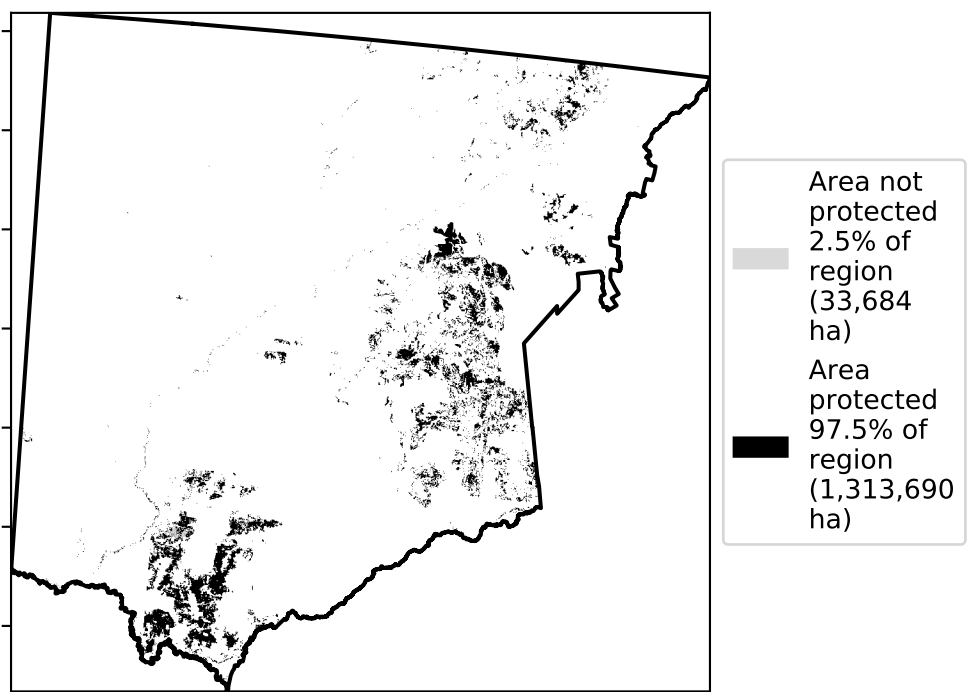 Area not
protected
2.5% of
region
(33,684
ha)
Area
protected
97.5% of
region
(1,313,690
ha)